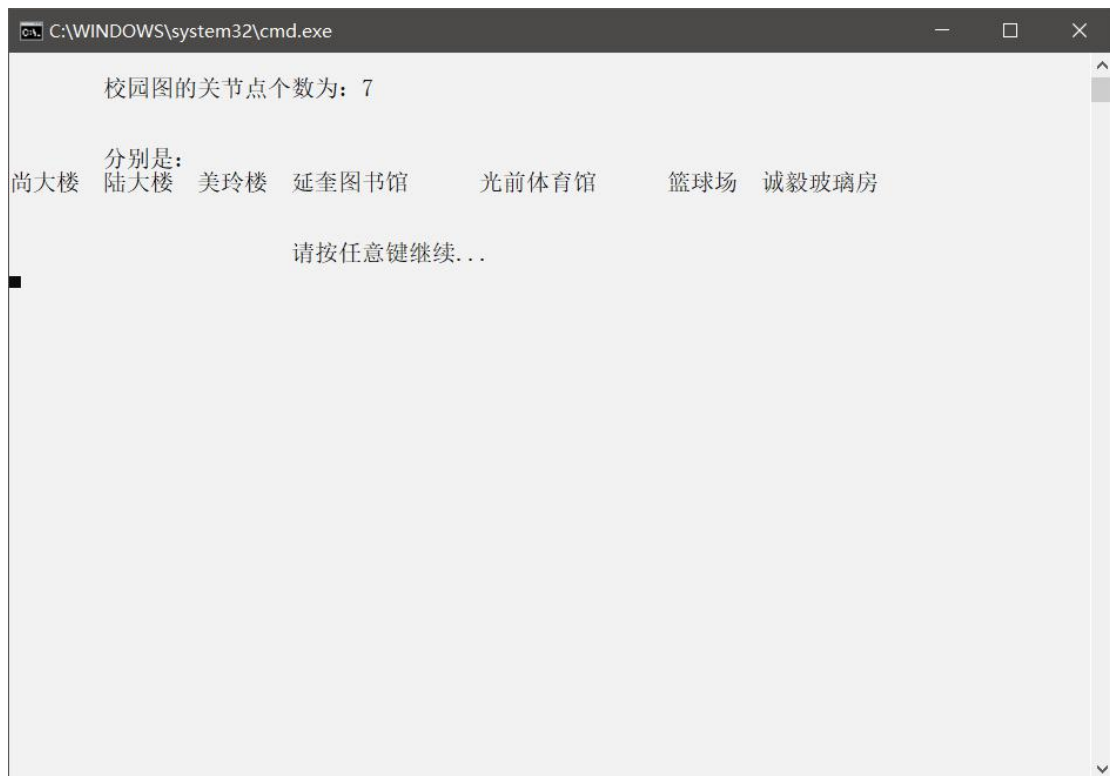 C:\WINDOWS\system32\cmd.exe
校园图的关节点个数为：7
分别是：
尚大楼 陆大楼 美玲楼 延奎图书馆 光前体育馆 篮球场 诚毅玻璃房
请按任意键继续...